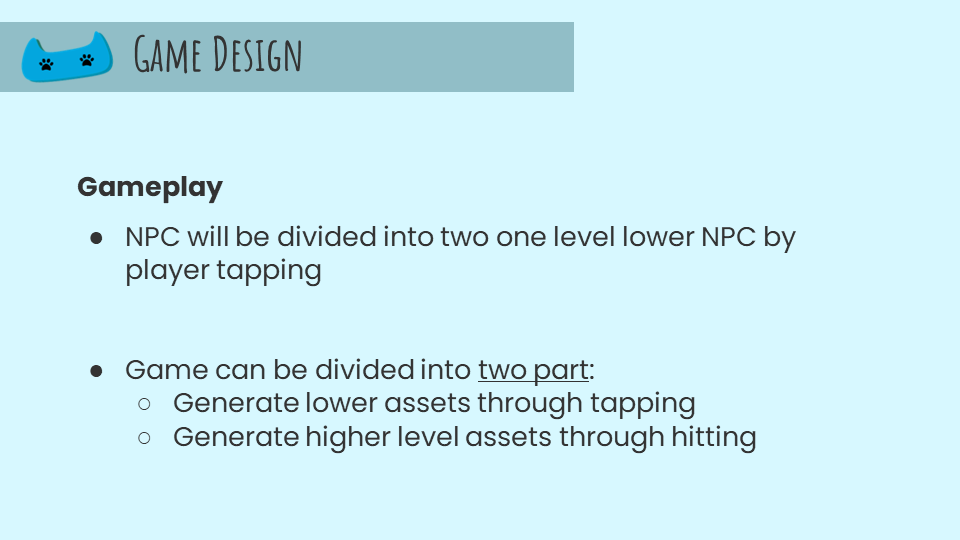 Game Design
Gameplay
● NPC will be divided into two one level lower NPC by
player tapping
● Game can be divided into two part:
○ Generate lower assets through tapping
○ Generate higher level assets through hitting